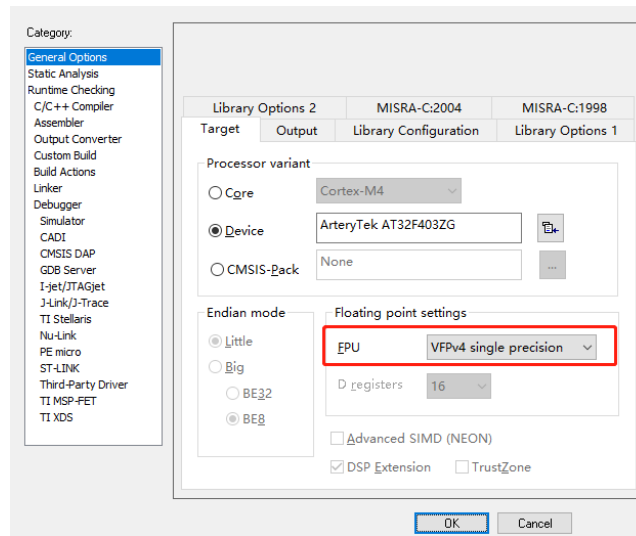 Category:
General Options
Static Analysis
Runtime Checking
C/C++ Compiler
Assembler
Output Converter
Custom Build
Build Actions
Linker
Debugger
Simulator
CADI
CMSIS DAP
GDB Server
I-jet/JTAGjet
J-Link/J-Trace
TI Stellaris
Nu-Link
PE micro
ST-LINK
Third-Party Driver
TI MSP-FET
TI XDS
Library Options 2 MISRA-C:2004 MISRA-C:1998
Target Output Library Configuration Library Options 1
Processor variant
Core Cortex-M4
Device ArteryTek AT32F403ZG
CMSIS-Pack None ...
Endian mode
Little
Big
BE32
BE8
Floating point settings
FPU VFPv4 single precision
D registers 16
Advanced SIMD (NEON)
DSP Extension TrustZone
OK Cancel